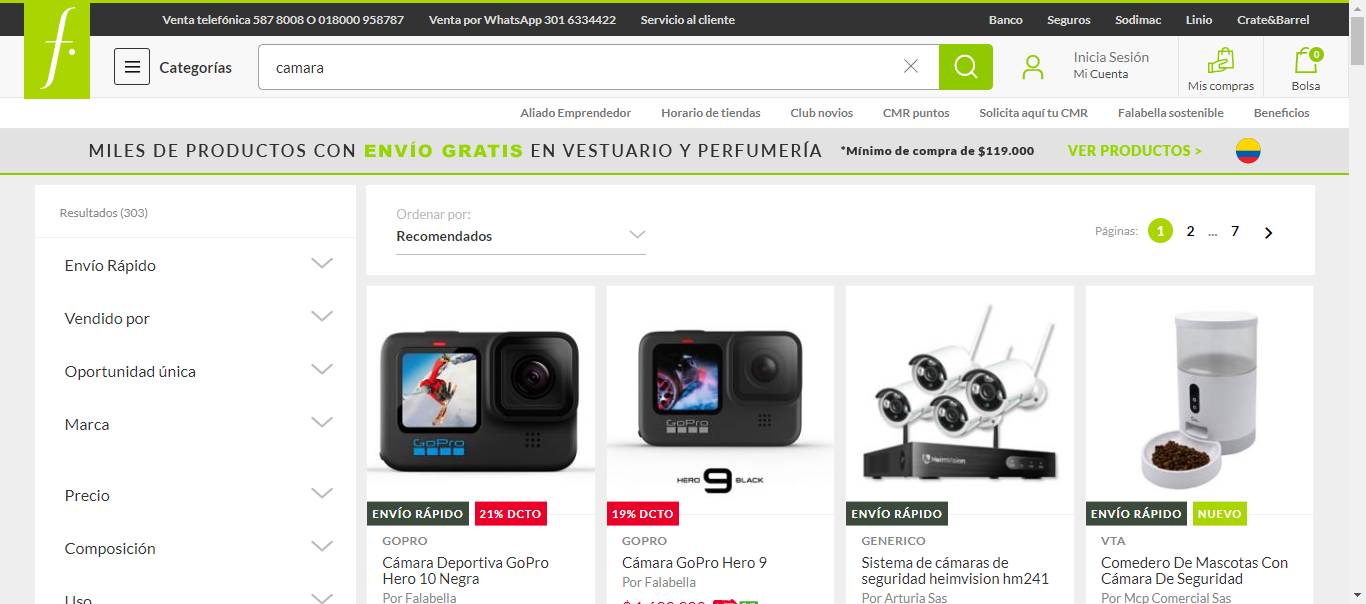 Venta telefónica 587 8008 O 018000 958787 Venta por WhatsApp 301 6334422 Servicio al cliente Banco Seguros Sodimac Linio Crate&Barrel
f.
Categorías
camara
Inicia Sesión
Mi Cuenta
Mis compras
0
Bolsa
Aliado Emprendedor Horario de tiendas Club novios CMR puntos Solicita aquí tu CMR Falabella sostenible Beneficios
MILES DE PRODUCTOS CON ENVÍO GRATIS EN VESTUARIO Y PERFUMERÍA *Mínimo de compra de $119.000 VER PRODUCTOS >
Resultados (303)
Envío Rápido
Vendido por
Oportunidad única
Marca
Precio
Composición
Uso
Ordenar por:
Recomendados
Páginas: 1 2 ... 7
GoPro
ENVÍO RÁPIDO 21% DCTO
GOPRO
Cámara Deportiva GoPro
Hero 10 Negra
Por Falabella
GoPro
HERO 9 BLACK
19% DCTO
GOPRO
Cámara GoPro Hero 9
Por Falabella
HeimVision
ENVÍO RÁPIDO
GENERICO
Sistema de cámaras de
seguridad heimvision hm241
Por Arturia Sas
ENVÍO RÁPIDO NUEVO
VTA
Comedero De Mascotas Con
Cámara De Seguridad
Por Mcp Comercial Sas